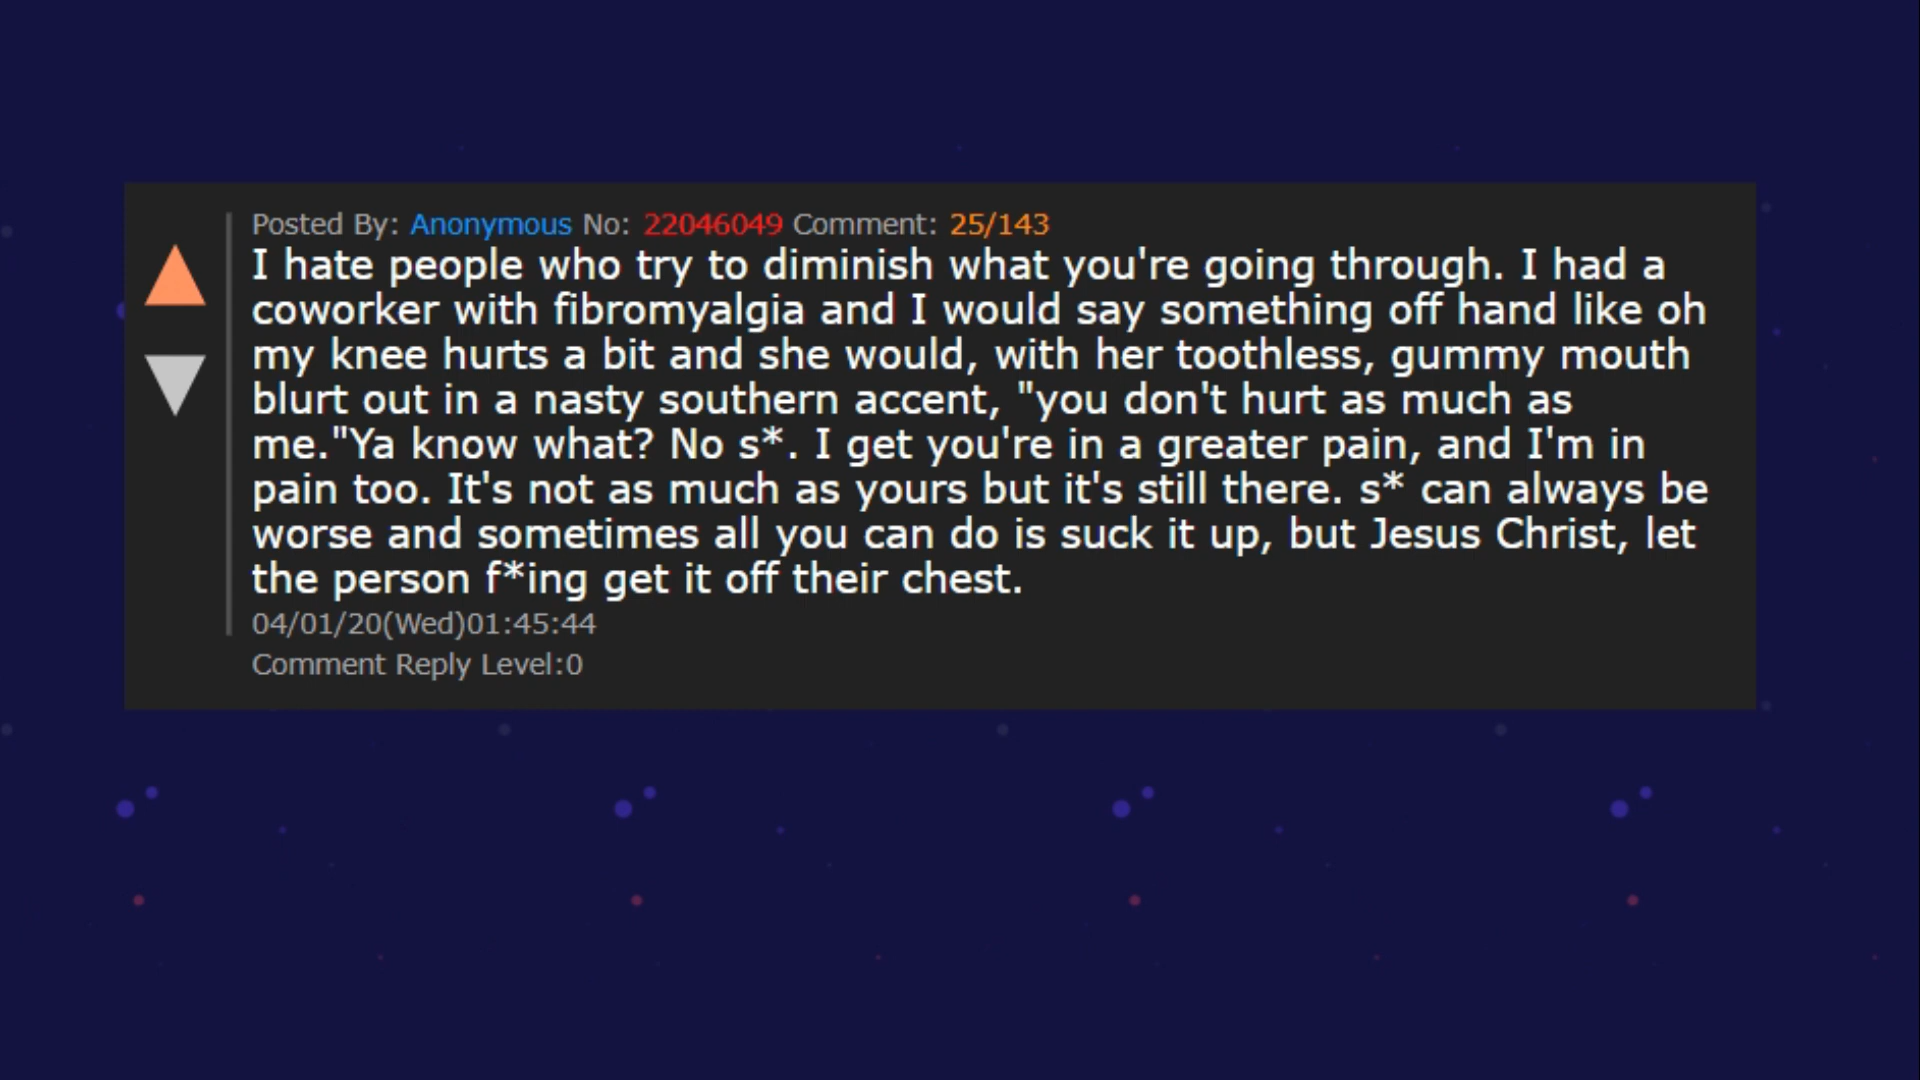 Posted By: Anonymous No: 22046049 Comment: 25/143
I hate people who try to diminish what you're going through. I had a
coworker with fibromyalgia and I would say something off hand like oh
my knee hurts a bit and she would, with her toothless, gummy mouth
blurt out in a nasty southern accent, "you don't hurt as much as
me."Ya know what? No s*. I get you're in a greater pain, and I'm in
pain too. It's not as much as yours but it's still there. s* can always be
worse and sometimes all you can do is suck it up, but Jesus Christ, let
the person f*ing get it off their chest.
04/01/20(Wed)01:45:44
Comment Reply Level:0